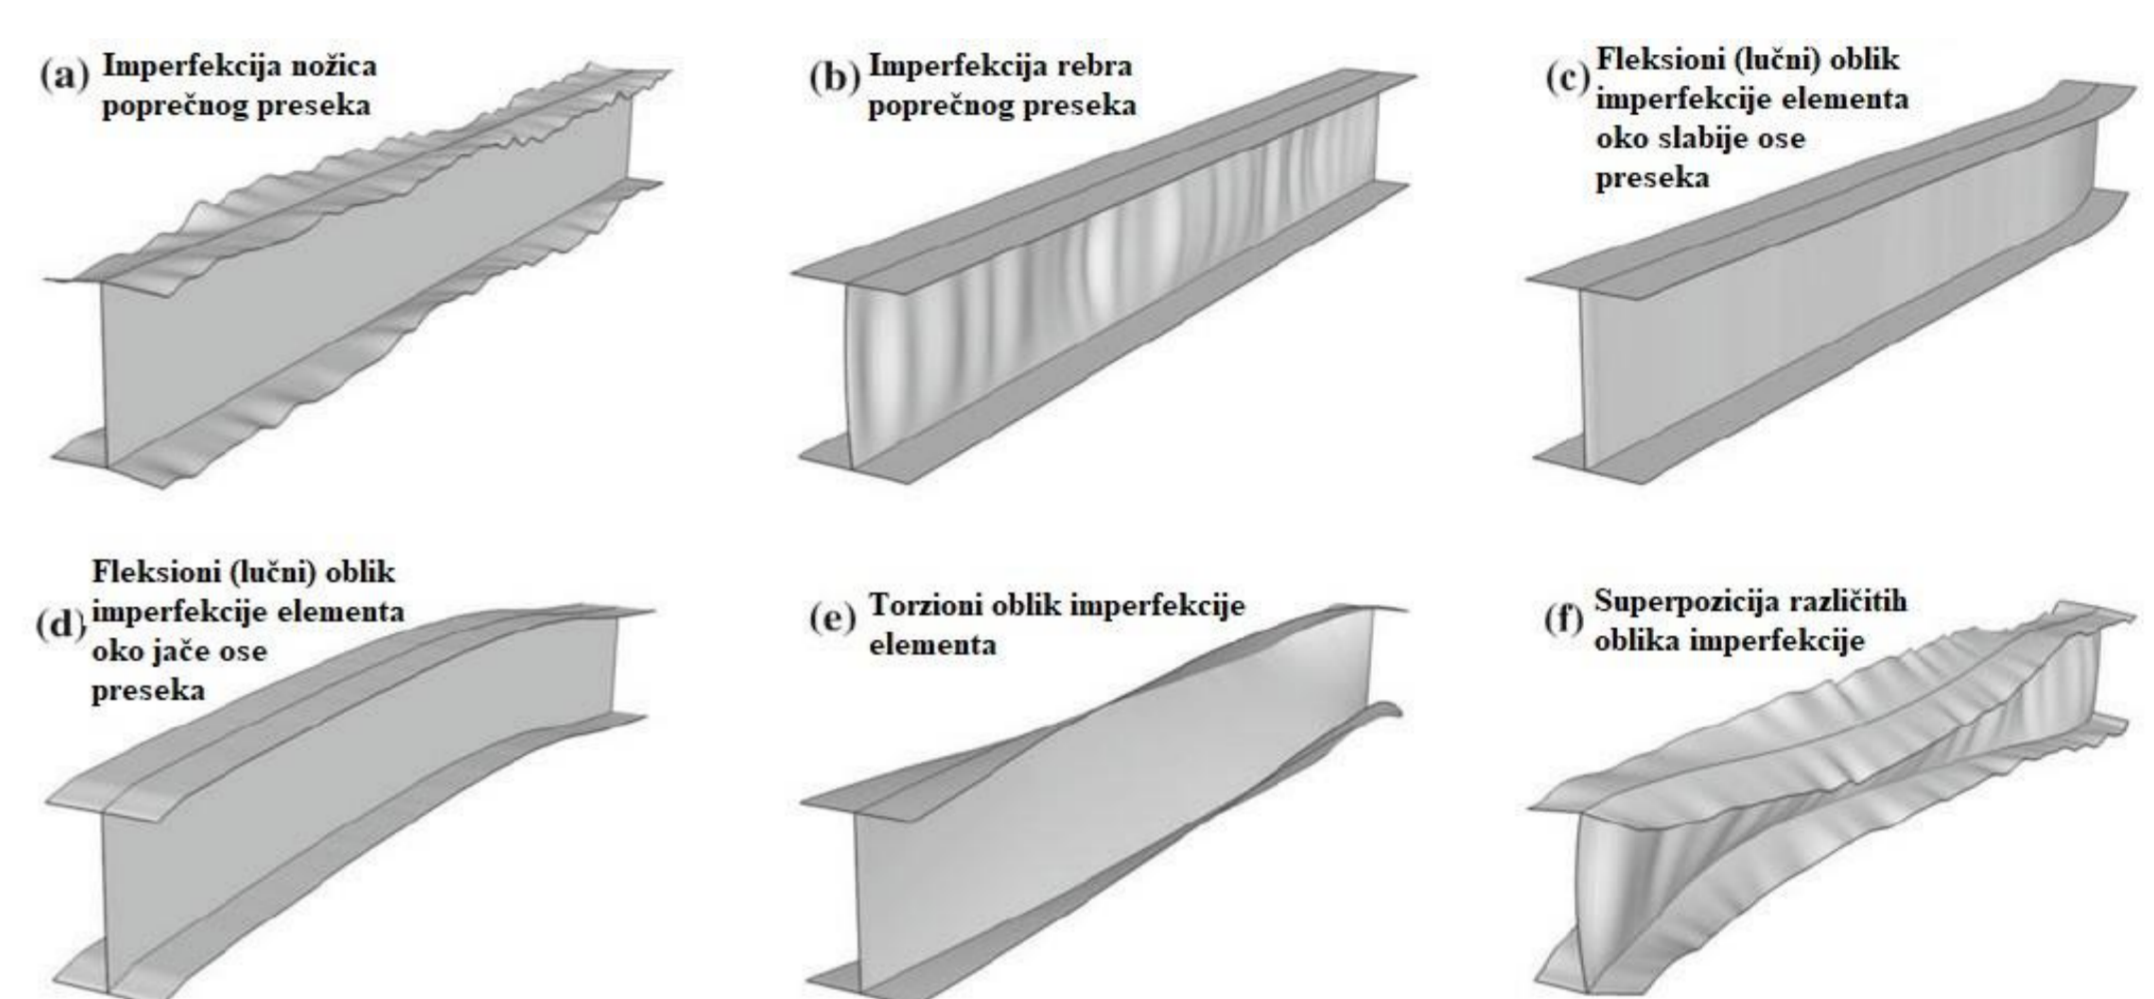 (a) Imperfekcija nožica
poprečnog preseka
(b) Imperfekcija rebra
poprečnog preseka
(c) Fleksioni (lučni) oblik
imperfekcije elementa
oko slabije ose
preseka
(d) Fleksioni (lučni) oblik
imperfekcije elementa
oko jače ose
preseka
(e) Torzioni oblik imperfekcije
elementa
(f) Superpozicija različitih
oblika imperfekcije